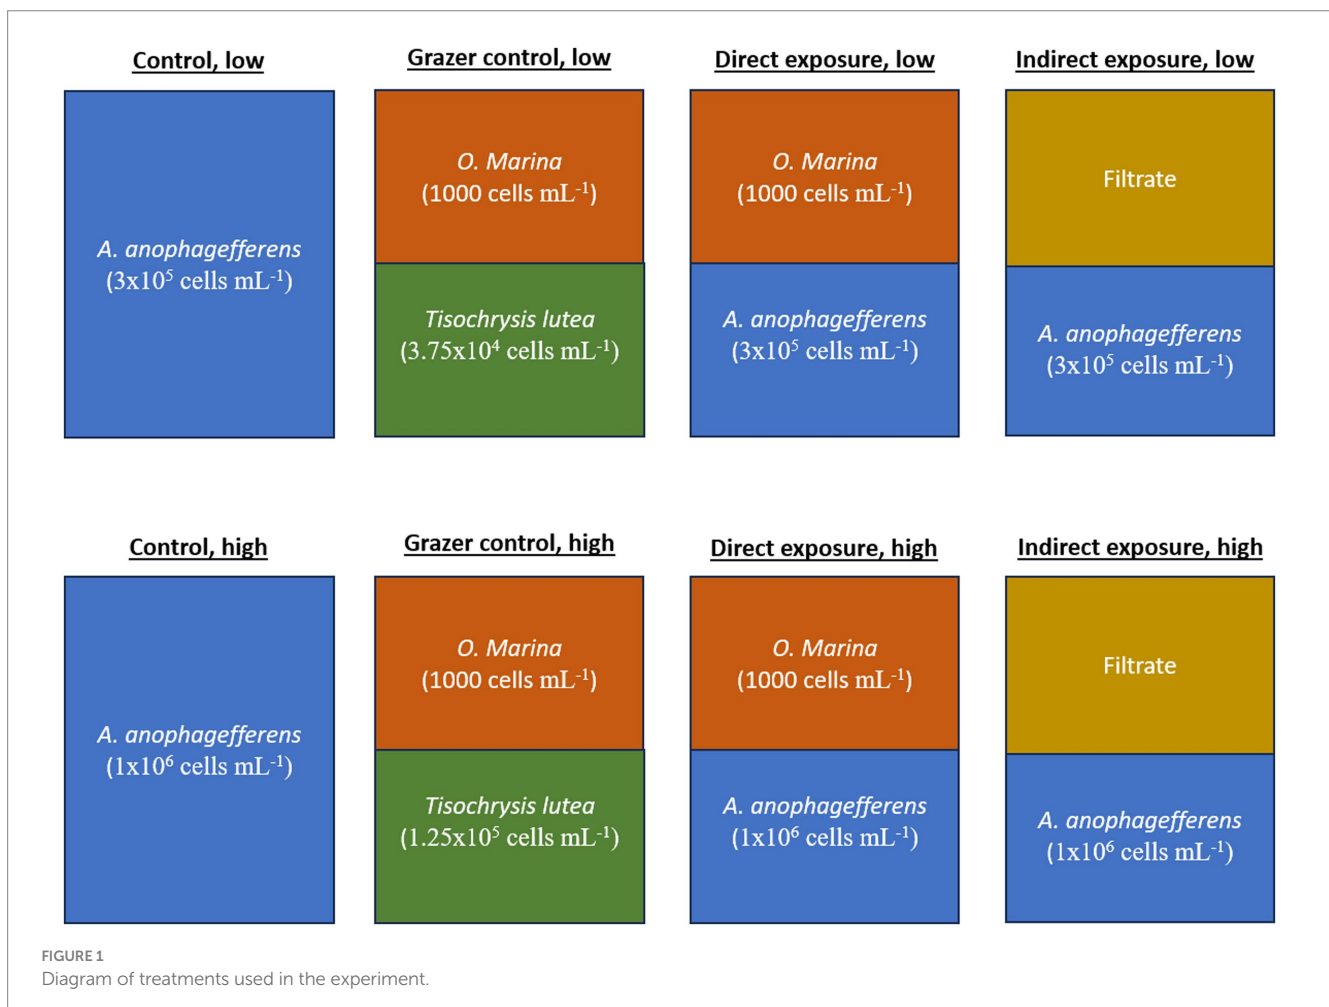 Control, low
A. anophagefferens
(3x10⁵ cells mL⁻¹)
Grazer control, low
O. Marina
(1000 cells mL⁻¹)
Tisochrysis lutea
(3.75x10⁴ cells mL⁻¹)
Direct exposure, low
O. Marina
(1000 cells mL⁻¹)
A. anophagefferens
(3x10⁵ cells mL⁻¹)
Indirect exposure, low
Filtrate
A. anophagefferens
(3x10⁵ cells mL⁻¹)
Control, high
A. anophagefferens
(1x10⁶ cells mL⁻¹)
Grazer control, high
O. Marina
(1000 cells mL⁻¹)
Tisochrysis lutea
(1.25x10⁵ cells mL⁻¹)
Direct exposure, high
O. Marina
(1000 cells mL⁻¹)
A. anophagefferens
(1x10⁶ cells mL⁻¹)
Indirect exposure, high
Filtrate
A. anophagefferens
(1x10⁶ cells mL⁻¹)
FIGURE 1
Diagram of treatments used in the experiment.